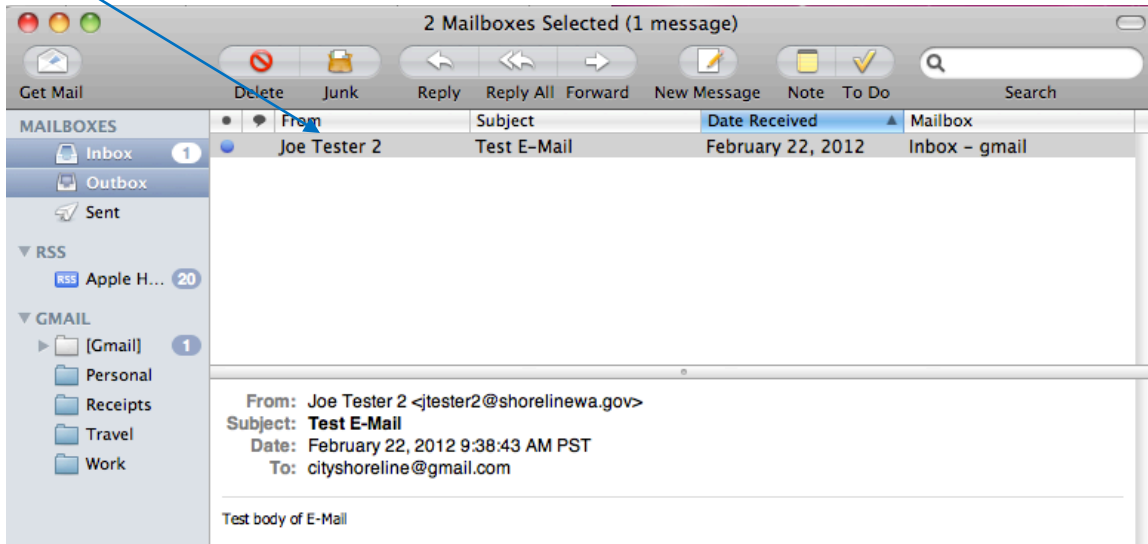 2 Mailboxes Selected (1 message)
Get Mail Delete Junk Reply Reply All Forward New Message Note To Do Search
MAILBOXES
Inbox 1
Outbox
Sent
RSS
RSS Apple H... 20
GMAIL
[Gmail] 1
Personal
Receipts
Travel
Work
From Subject Date Received Mailbox
Joe Tester 2 Test E-Mail February 22, 2012 Inbox – gmail
From: Joe Tester 2 <jtester2@shorelinewa.gov>
Subject: Test E-Mail
Date: February 22, 2012 9:38:43 AM PST
To: cityshoreline@gmail.com
Test body of E-Mail